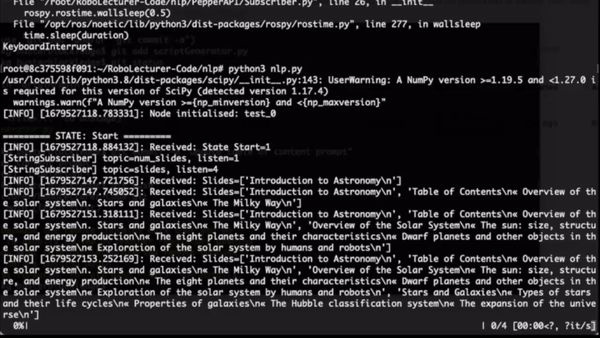 File "/root/RoboLecturer-Code/nlp/PepperAPI/Subscriber.py", line 26, in __init__
rospy.rostime.wallsleep(0.5)
File "/opt/ros/noetic/lib/python3/dist-packages/rospy/rostime.py", line 277, in wallsleep
time.sleep(duration)
KeyboardInterrupt
root@8c375598f091:~/RoboLecturer-Code/nlp# python3 nlp.py
/usr/local/lib/python3.8/dist-packages/scipy/__init__.py:143: UserWarning: A NumPy version >=1.19.5 and <1.27.0 i
s required for this version of SciPy (detected version 1.17.4)
warnings.warn(f"A NumPy version >={np_minversion} and <{np_maxversion}"
[INFO] [1679527118.783331]: Node initialised: test_0
========= STATE: Start =========
[INFO] [1679527118.884132]: Received State Start=1
[StringSubscriber] topic=num_slides, listen=1
[StringSubscriber] topic=slides, listen=4
[INFO] [1679527147.721756]: Received: Slides=['Introduction to Astronomy\n']
[INFO] [1679527147.745052]: Received: Slides=['Introduction to Astronomy\n', 'Table of Contents\n« Overview of th
e solar system\n. Stars and galaxies\n« The Milky Way\n']
[INFO] [1679527151.318111]: Received: Slides=['Introduction to Astronomy\n', 'Table of Contents\n« Overview of th
e solar system\n. Stars and galaxies\n« The Milky Way\n', 'Overview of the Solar System\n« The sun: size, structu
re, and energy production\n« The eight planets and their characteristics\n« Dwarf planets and other objects in th
e solar system\n« Exploration of the solar system by humans and robots\n']
[INFO] [1679527153.252169]: Received: Slides=['Introduction to Astronomy\n', 'Table of Contents\n« Overview of th
e solar system\n. Stars and galaxies\n« The Milky Way\n', 'Overview of the Solar System\n« The sun: size, structu
re, and energy production\n« The eight planets and their characteristics\n« Dwarf planets and other objects in th
e solar system\n« Exploration of the solar system by humans and robots\n', 'Stars and Galaxies\n« Types of stars
and their life cycles\n« Properties of galaxies\n« The Hubble classification system\n« The expansion of the unive
rse\n']
0%| | 0/4 [00:00<?, ?it/s]